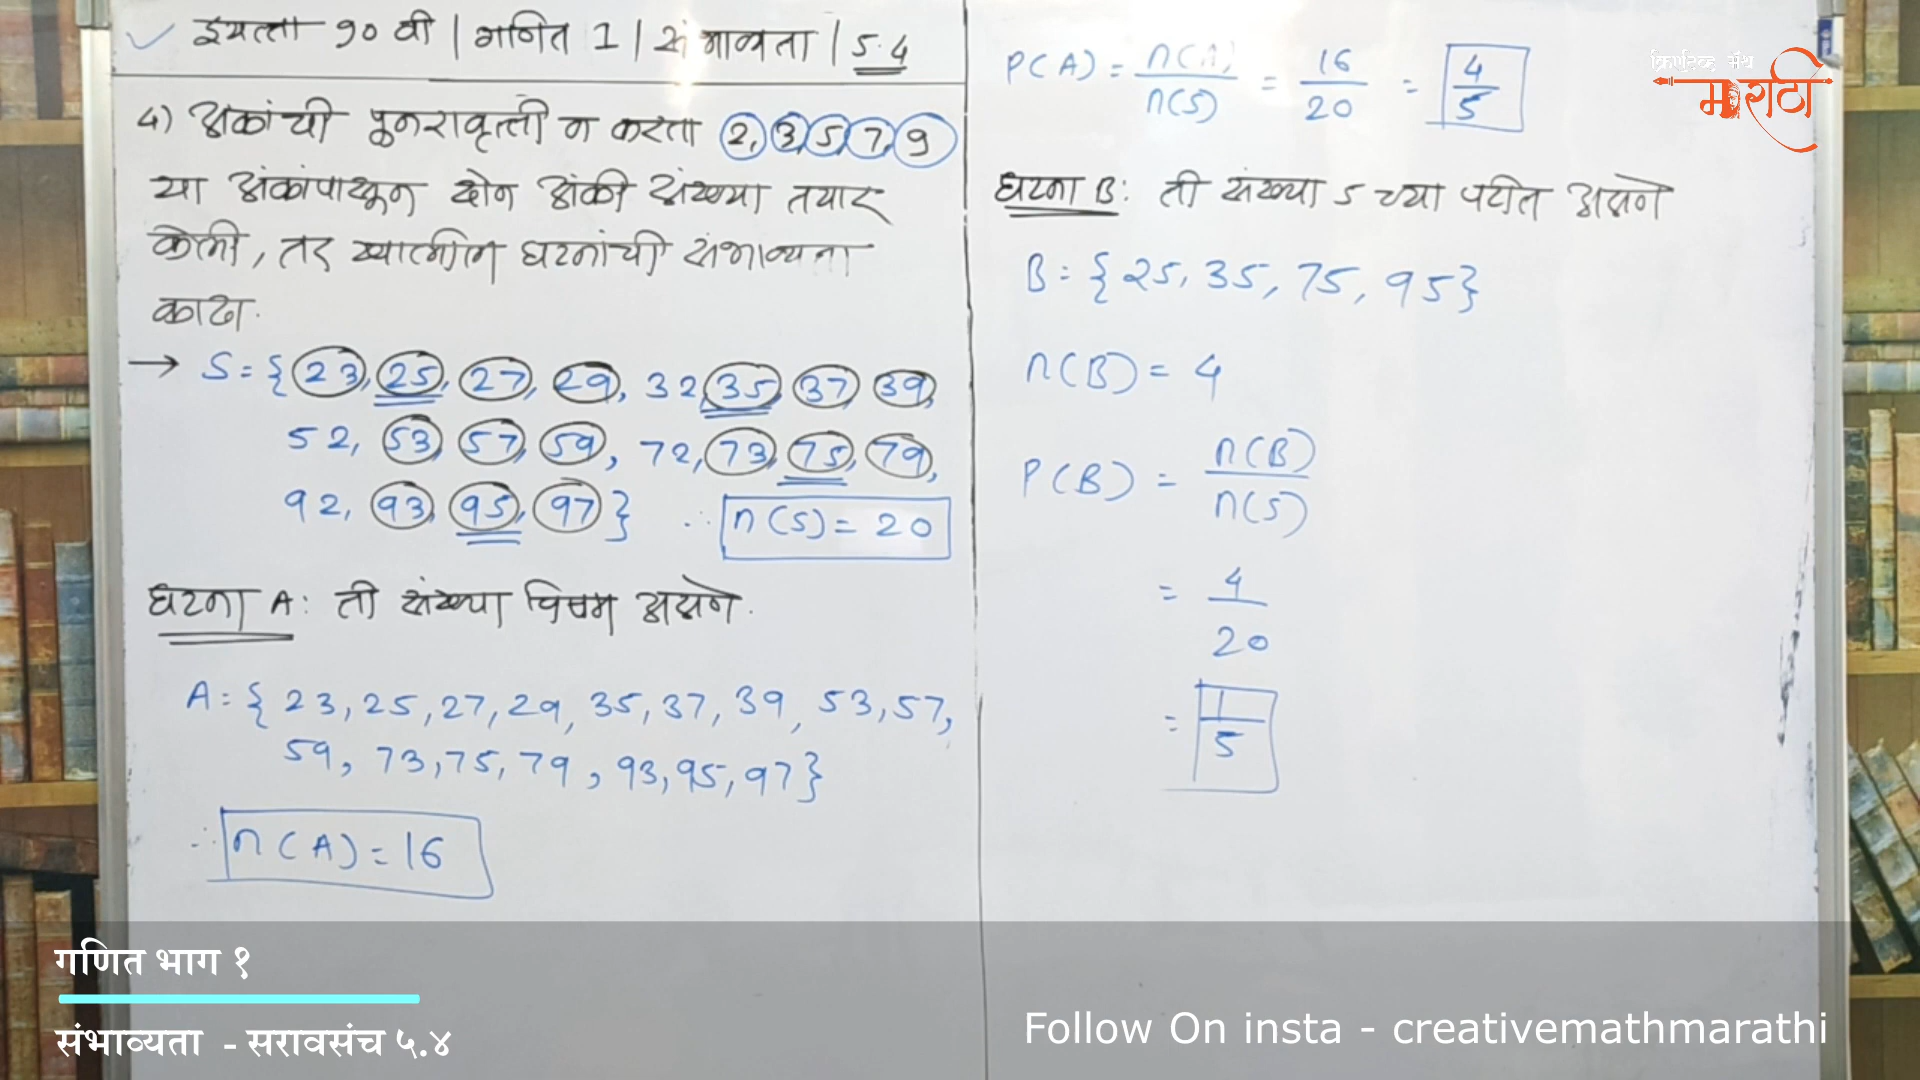 इयत्ता १० वी | गणित 1 | संभाव्यता | 5.4
4) अंकांची पुनरावृत्ती न करता 2, 3, 5, 7, 9
या अंकांपासून दोन अंकी संख्या तयार
केली, तर खालील घटनांची संभाव्यता
काढा.
→ S = {23, 25, 27, 29, 32, 35, 37, 39,
52, 53, 57, 59, 72, 73, 75, 79,
92, 93, 95, 97} ∴ n(S) = 20
घटना A: ती संख्या विषम असणे.
A = {23, 25, 27, 29, 35, 37, 39, 53, 57,
59, 73, 75, 79, 93, 95, 97}
∴ n(A) = 16
P(A) = n(A)/n(S) = 16/20 = 4/5
घटना B: ती संख्या 5 च्या पटीत असणे
B = {25, 35, 75, 95}
n(B) = 4
P(B) = n(B)/n(S)
= 4/20
= 1/5
क्रिएटिव्ह मॅथ
मराठी
गणित भाग १
संभाव्यता - सरावसंच ५.४
Follow On insta - creativemathmarathi